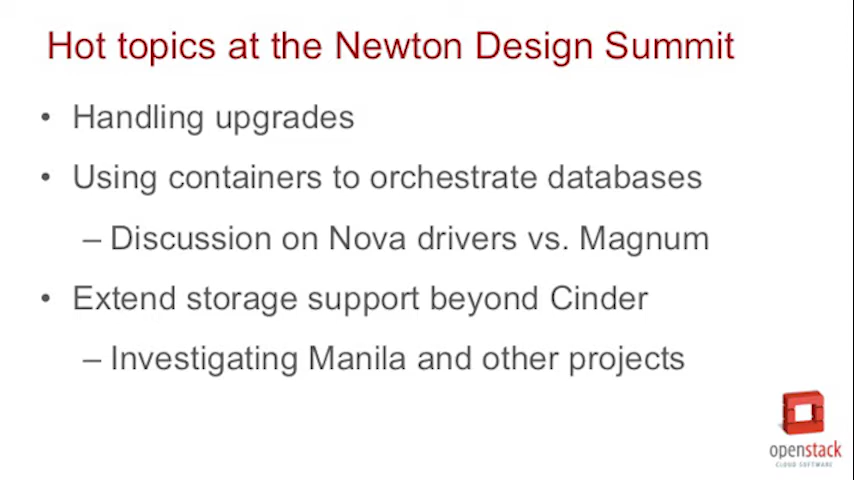 Hot topics at the Newton Design Summit
• Handling upgrades
• Using containers to orchestrate databases
– Discussion on Nova drivers vs. Magnum
• Extend storage support beyond Cinder
– Investigating Manila and other projects
openstack
CLOUD SOFTWARE